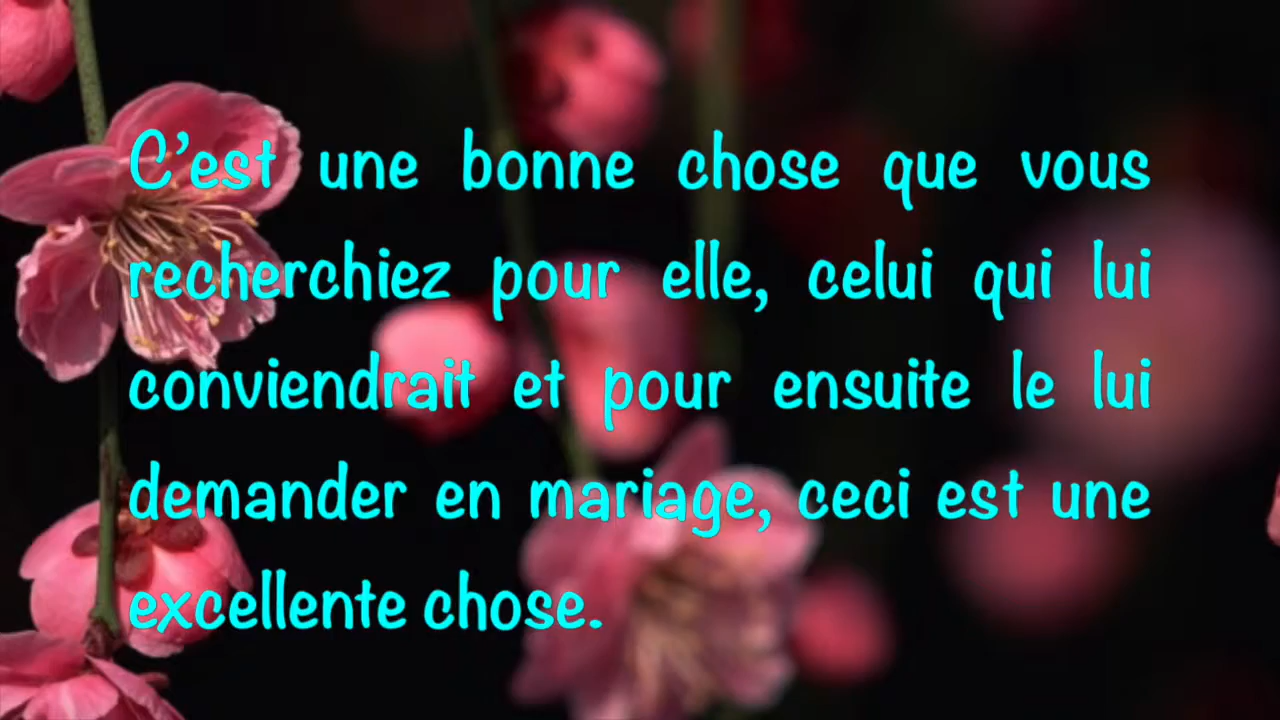 C’est une bonne chose que vous
recherchiez pour elle, celui qui lui
conviendrait et pour ensuite le lui
demander en mariage, ceci est une
excellente chose.